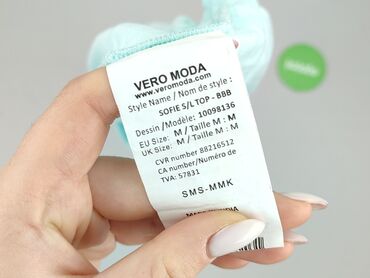 VERO MODA
www.veromoda.com
Style Name / Nom de style :
SOFIE S/L TOP - BBB
Dessin /Modèle: 10098136
EU Size: M / Taille M : M
UK Size: M / Taille M : M
CVR number 88216512
CA number/Numéro de
TVA: 57831
SMS-MMK